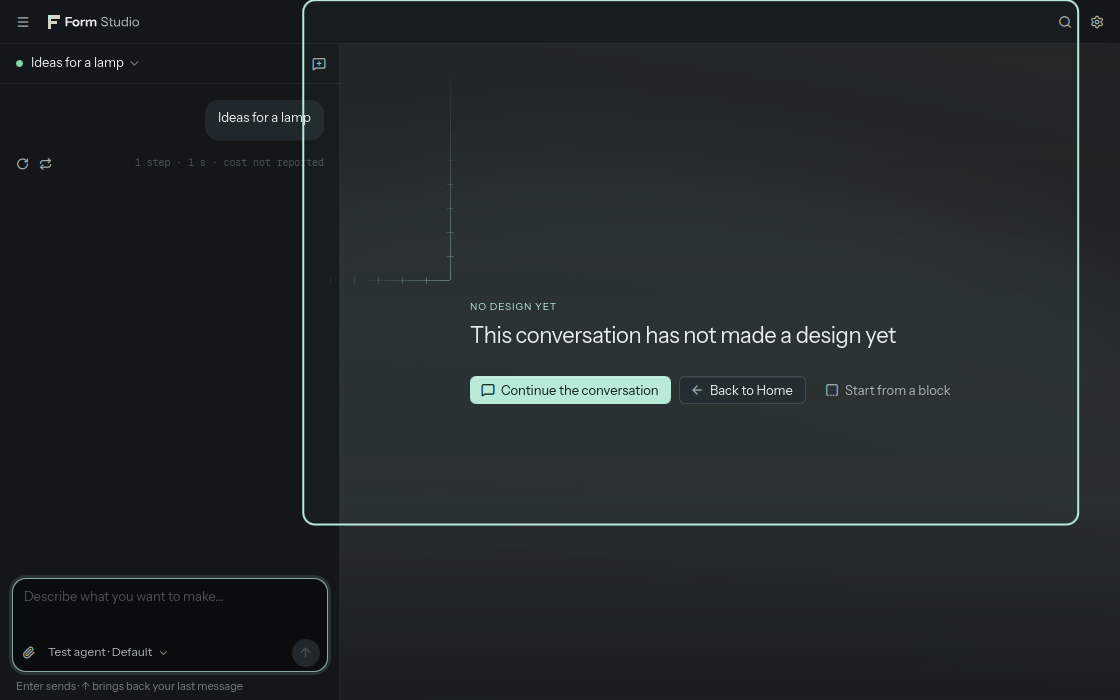 Form Studio
Ideas for a lamp
Ideas for a lamp
1 step · 1 s · cost not reported
NO DESIGN YET
This conversation has not made a design yet
Continue the conversation
Back to Home
Start from a block
Describe what you want to make...
Test agent · Default
Enter sends · ↑ brings back your last message